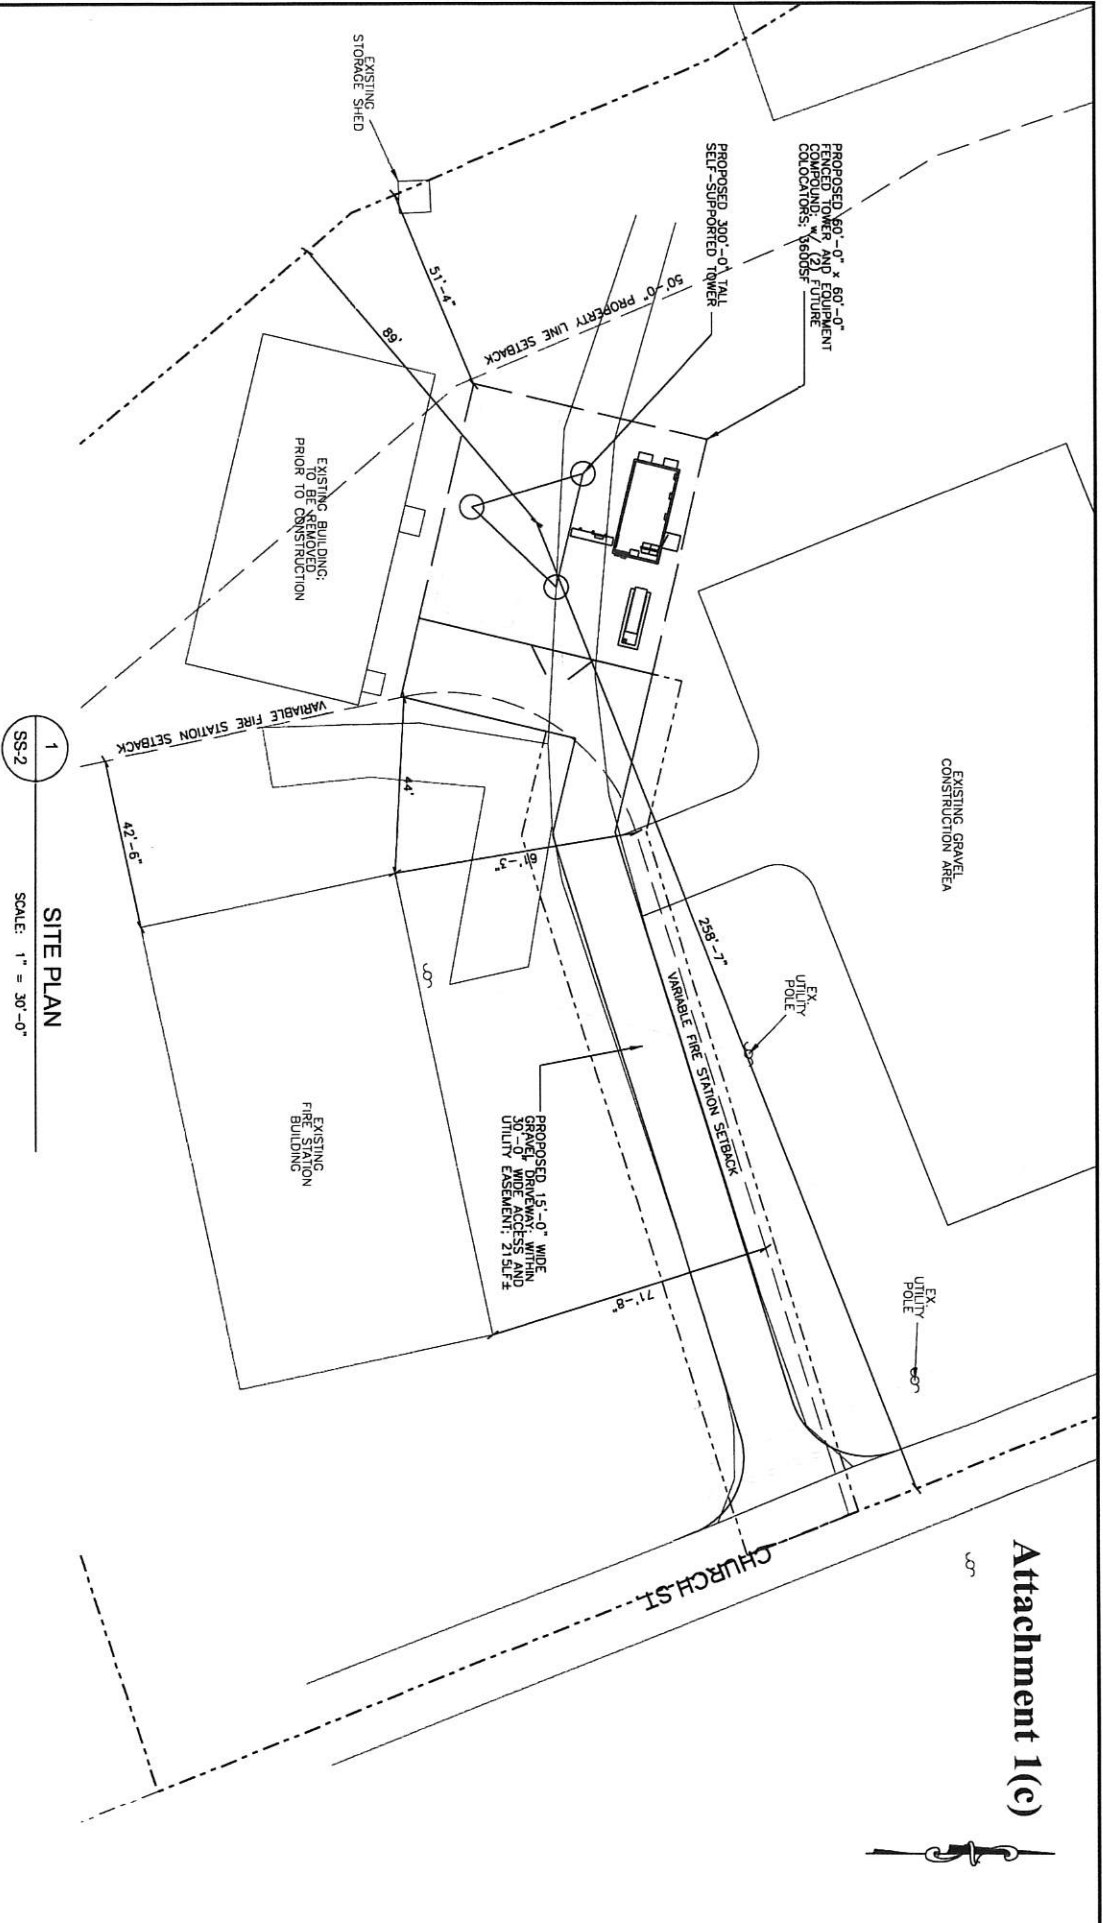 Attachment 1(c)
PROPOSED 60'-0" x 60'-0"
FENCED TOWER AND EQUIPMENT
COMPOUND; W/ (2) FUTURE
COLOCATORS; 3600SF
PROPOSED 300'-0" TALL
SELF-SUPPORTED TOWER
EXISTING
STORAGE SHED
51'-4"
89'
50'-0" PROPERTY LINE SETBACK
EXISTING BUILDING;
TO BE REMOVED
PRIOR TO CONSTRUCTION
VARIABLE FIRE STATION SETBACK
44'
42'-6"
61'-3"
EXISTING GRAVEL
CONSTRUCTION AREA
258'-7"
EX.
UTILITY
POLE
VARIABLE FIRE STATION SETBACK
EX.
UTILITY
POLE
PROPOSED 15'-0" WIDE
GRAVEL DRIVEWAY; WITHIN
30'-0" WIDE ACCESS AND
UTILITY EASEMENT; 215LF±
71'-8"
EXISTING
FIRE STATION
BUILDING
CHURCH ST.
1
SS-2
SITE PLAN
SCALE: 1" = 30'-0"